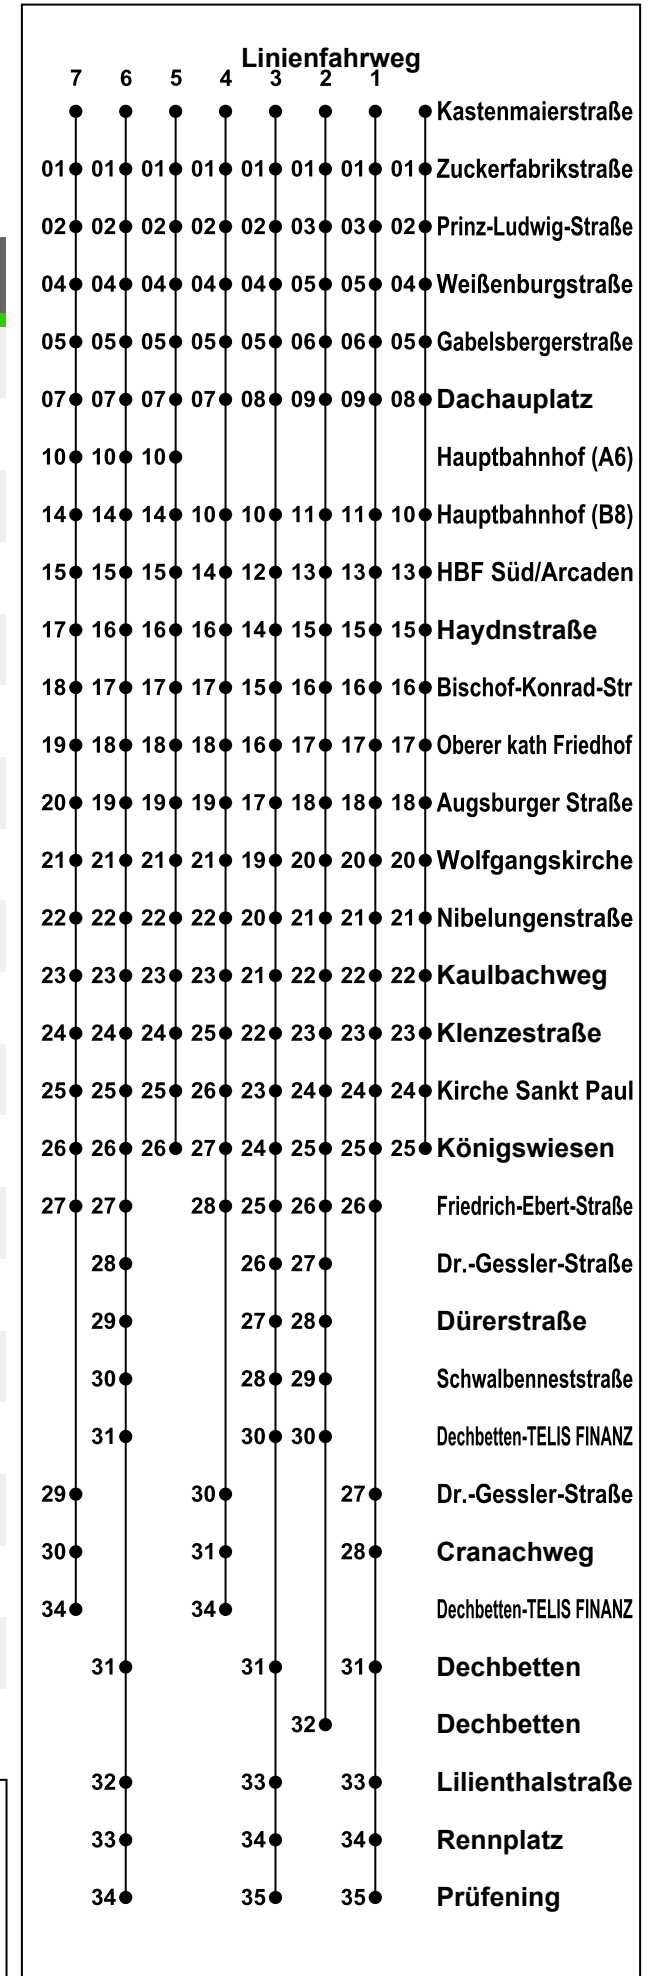 Linienfahrweg
7 6 5 4 3 2 1
Kastenmaierstraße
01 01 01 01 01 01 01 01 Zuckerfabrikstraße
02 02 02 02 02 03 03 02 Prinz-Ludwig-Straße
04 04 04 04 04 05 05 04 Weißenburgstraße
05 05 05 05 05 06 06 05 Gabelsbergerstraße
07 07 07 07 08 09 09 08 Dachauplatz
10 10 10 Hauptbahnhof (A6)
14 14 14 10 10 11 11 10 Hauptbahnhof (B8)
15 15 15 14 12 13 13 13 HBF Süd/Arcaden
17 16 16 16 14 15 15 15 Haydnstraße
18 17 17 17 15 16 16 16 Bischof-Konrad-Str
19 18 18 18 16 17 17 17 Oberer kath Friedhof
20 19 19 19 17 18 18 18 Augsburger Straße
21 21 21 21 19 20 20 20 Wolfgangskirche
22 22 22 22 20 21 21 21 Nibelungenstraße
23 23 23 23 21 22 22 22 Kaulbachweg
24 24 24 25 22 23 23 23 Klenzestraße
25 25 25 26 23 24 24 24 Kirche Sankt Paul
26 26 26 27 24 25 25 25 Königswiesen
27 27 28 25 26 26 Friedrich-Ebert-Straße
28 26 27 Dr.-Gessler-Straße
29 27 28 Dürerstraße
30 28 29 Schwalbenneststraße
31 30 30 Dechbetten-TELIS FINANZ
29 30 27 Dr.-Gessler-Straße
30 31 28 Cranachweg
34 34 Dechbetten-TELIS FINANZ
31 31 31 Dechbetten
32 Dechbetten
32 33 33 Lilienthalstraße
33 34 34 Rennplatz
34 35 35 Prüfening